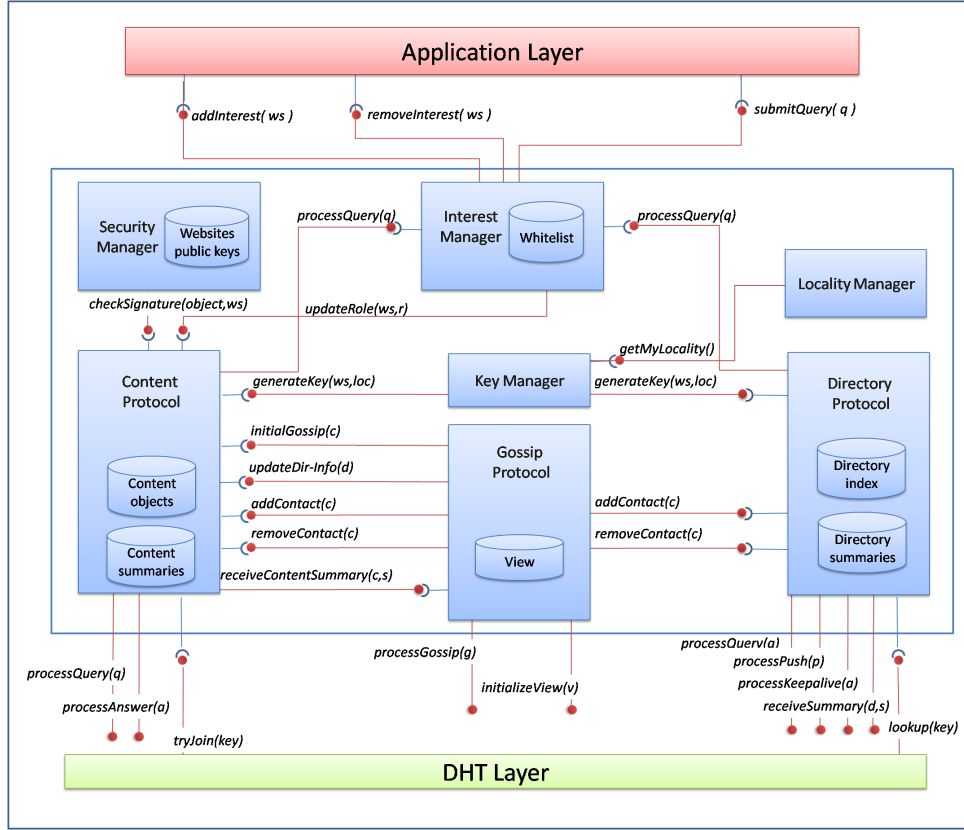 Application Layer
addInterest( ws )
removeInterest( ws )
submitQuery( q )
Security
Manager
Websites
public keys
processQuery(q)
Interest
Manager
Whitelist
processQuery(q)
Locality Manager
checkSignature(object,ws)
updateRole(ws,r)
getMyLocality()
Content
Protocol
generateKey(ws,loc)
Key Manager
generateKey(ws,loc)
Directory
Protocol
initialGossip(c)
Gossip
Protocol
updateDir-Info(d)
Content
objects
Directory
index
addContact(c)
addContact(c)
removeContact(c)
removeContact(c)
Content
summaries
View
Directory
summaries
receiveContentSummary(c,s)
processQuery(q)
processAnswer(a)
tryJoin(key)
processGossip(g)
initializeView(v)
processQuery(q)
processPush(p)
processKeepalive(a)
receiveSummary(d,s)
lookup(key)
DHT Layer